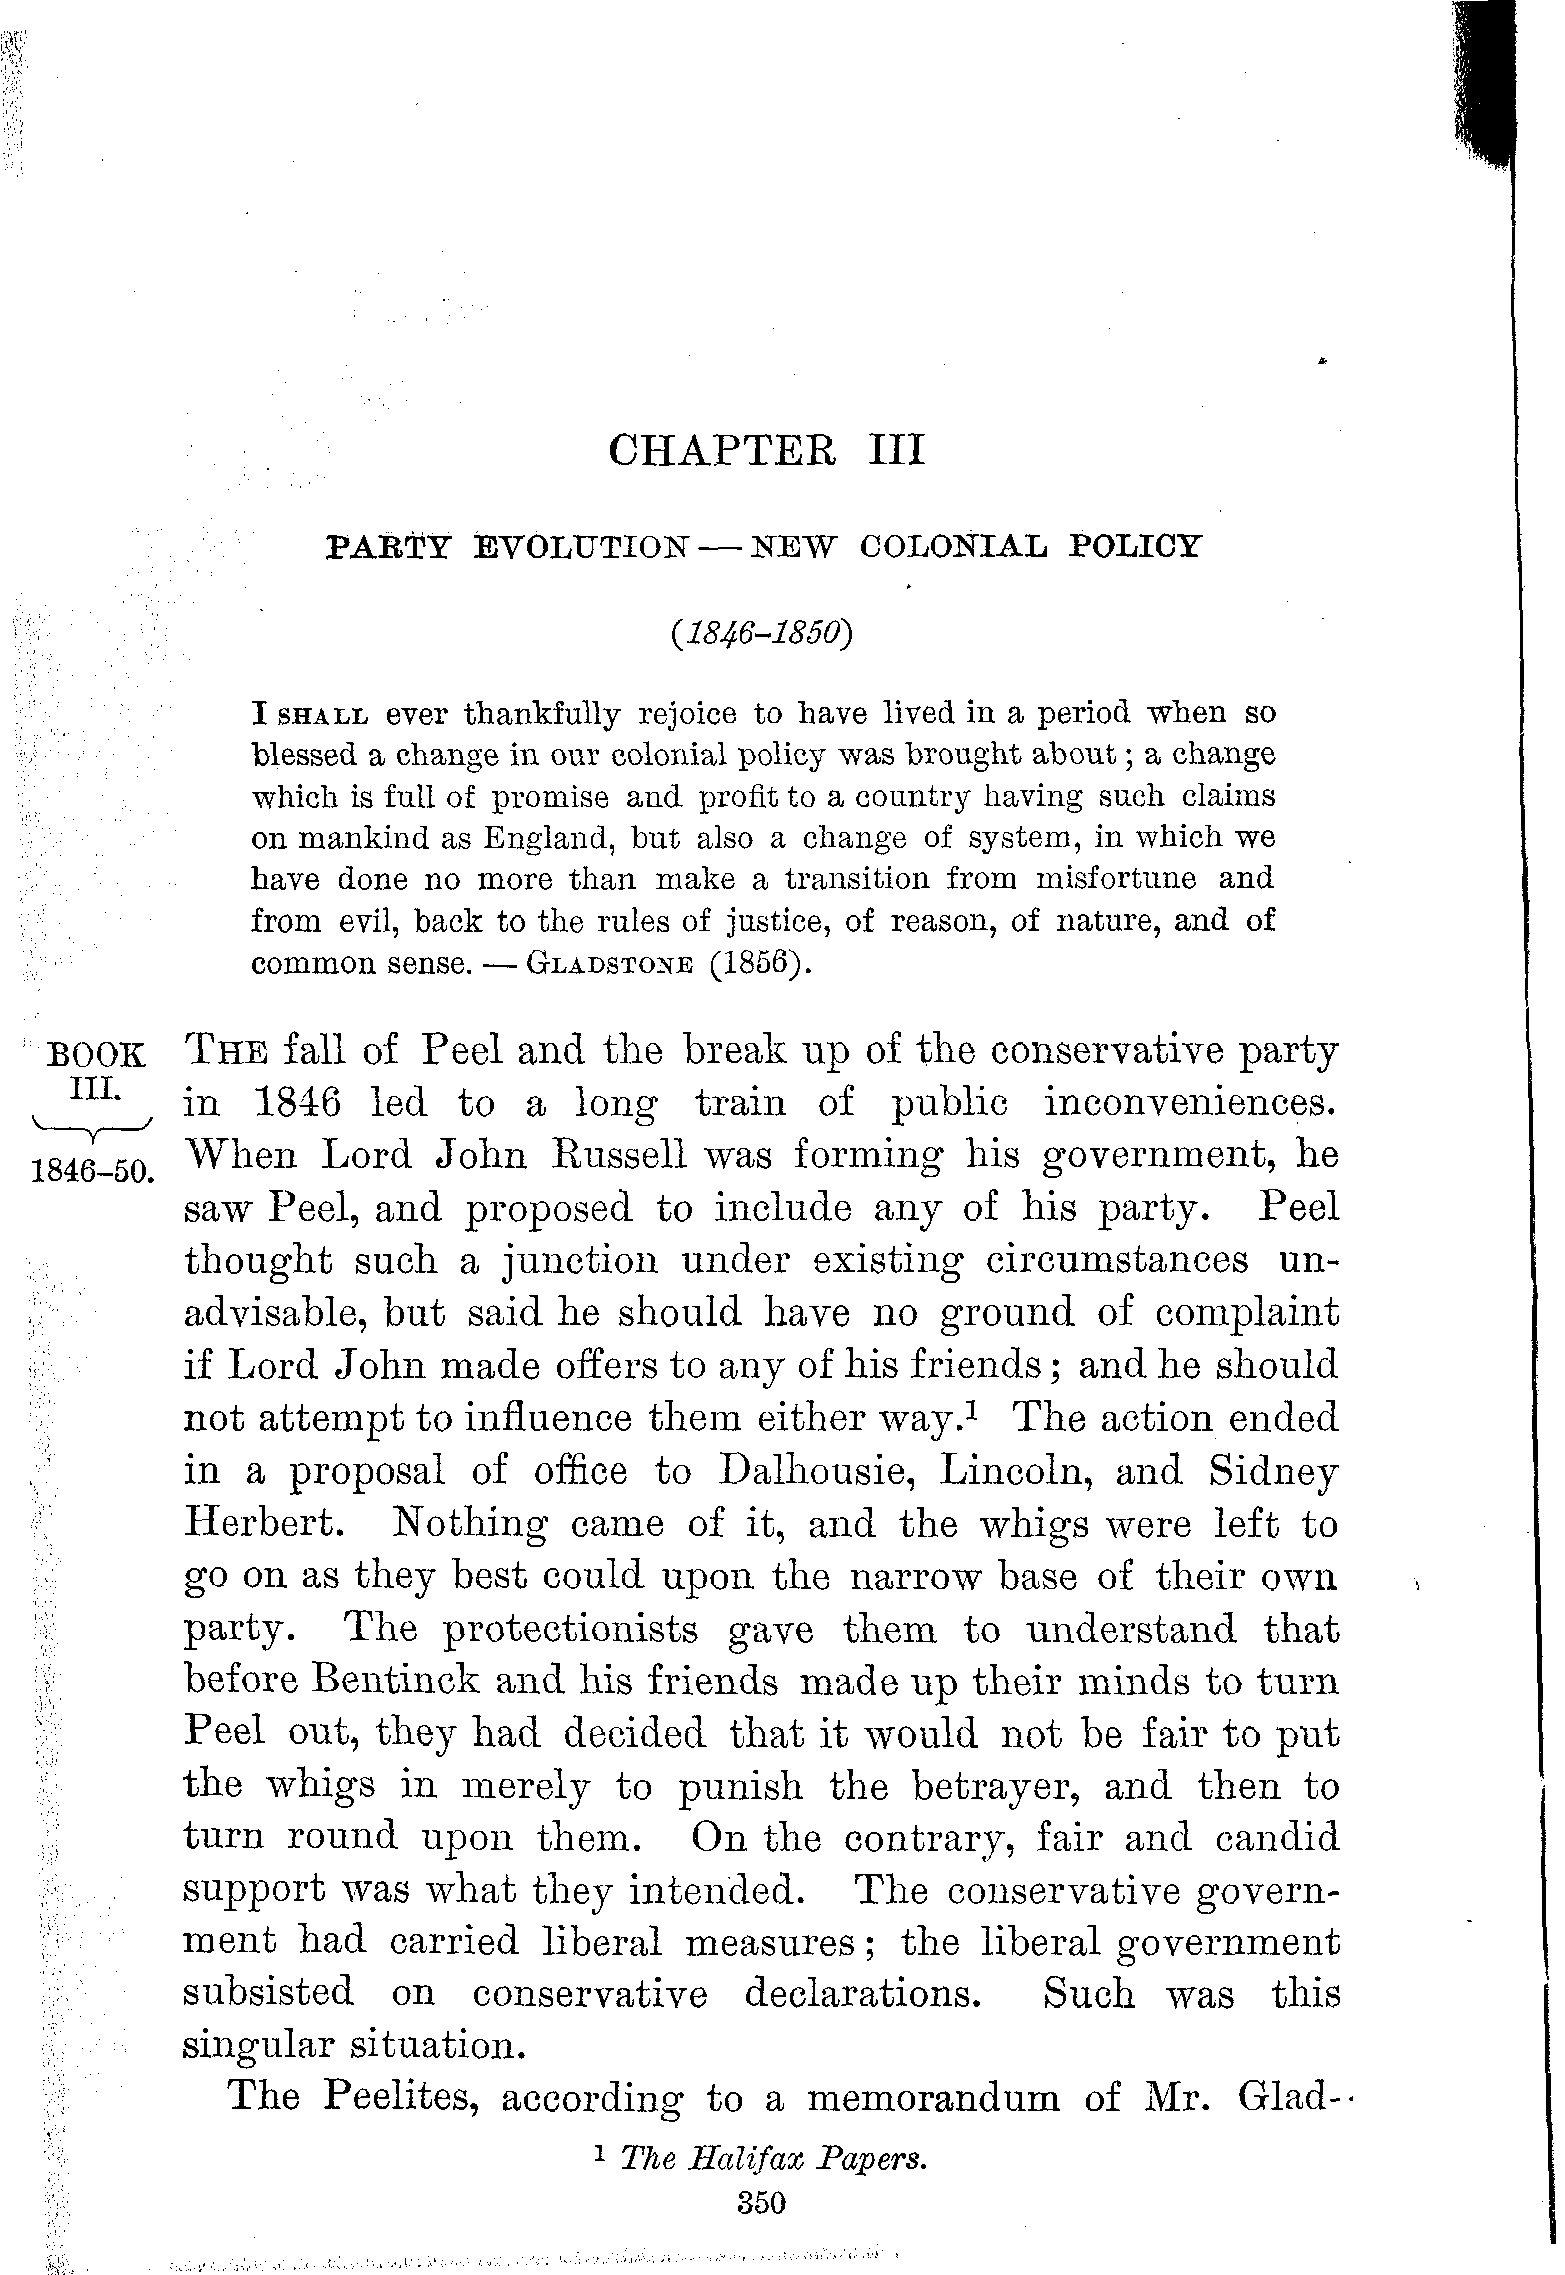 CHAPTER III
PARTY EVOLUTION — NEW COLONIAL POLICY
(1846–1850)
I SHALL ever thankfully rejoice to have lived in a period when so
blessed a change in our colonial policy was brought about; a change
which is full of promise and profit to a country having such claims
on mankind as England, but also a change of system, in which we
have done no more than make a transition from misfortune and
from evil, back to the rules of justice, of reason, of nature, and of
common sense. — GLADSTONE (1856).
BOOK
III.
1846–50.
THE fall of Peel and the break up of the conservative party
in 1846 led to a long train of public inconveniences.
When Lord John Russell was forming his government, he
saw Peel, and proposed to include any of his party. Peel
thought such a junction under existing circumstances un-
advisable, but said he should have no ground of complaint
if Lord John made offers to any of his friends; and he should
not attempt to influence them either way.¹ The action ended
in a proposal of office to Dalhousie, Lincoln, and Sidney
Herbert. Nothing came of it, and the whigs were left to
go on as they best could upon the narrow base of their own
party. The protectionists gave them to understand that
before Bentinck and his friends made up their minds to turn
Peel out, they had decided that it would not be fair to put
the whigs in merely to punish the betrayer, and then to
turn round upon them. On the contrary, fair and candid
support was what they intended. The conservative govern-
ment had carried liberal measures; the liberal government
subsisted on conservative declarations. Such was this
singular situation.
The Peelites, according to a memorandum of Mr. Glad-
¹ The Halifax Papers.
350